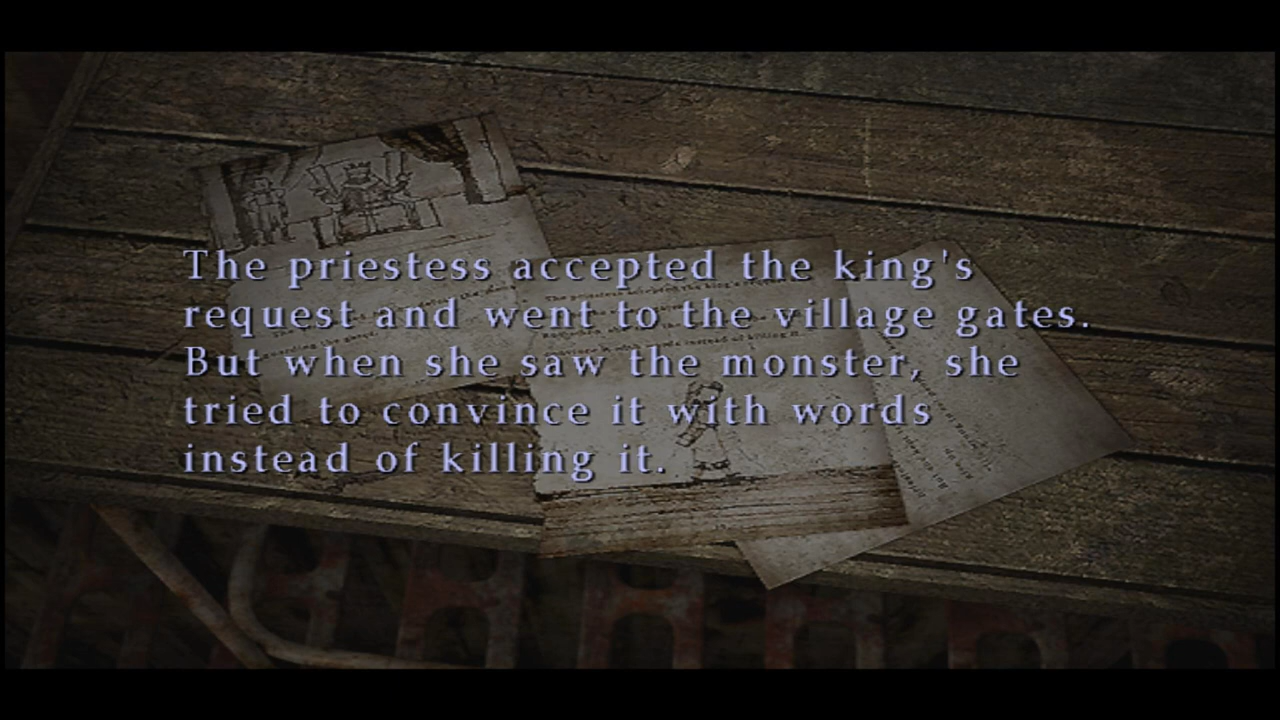 The priestess accepted the king's
request and went to the village gates.
But when she saw the monster, she
tried to convince it with words
instead of killing it.